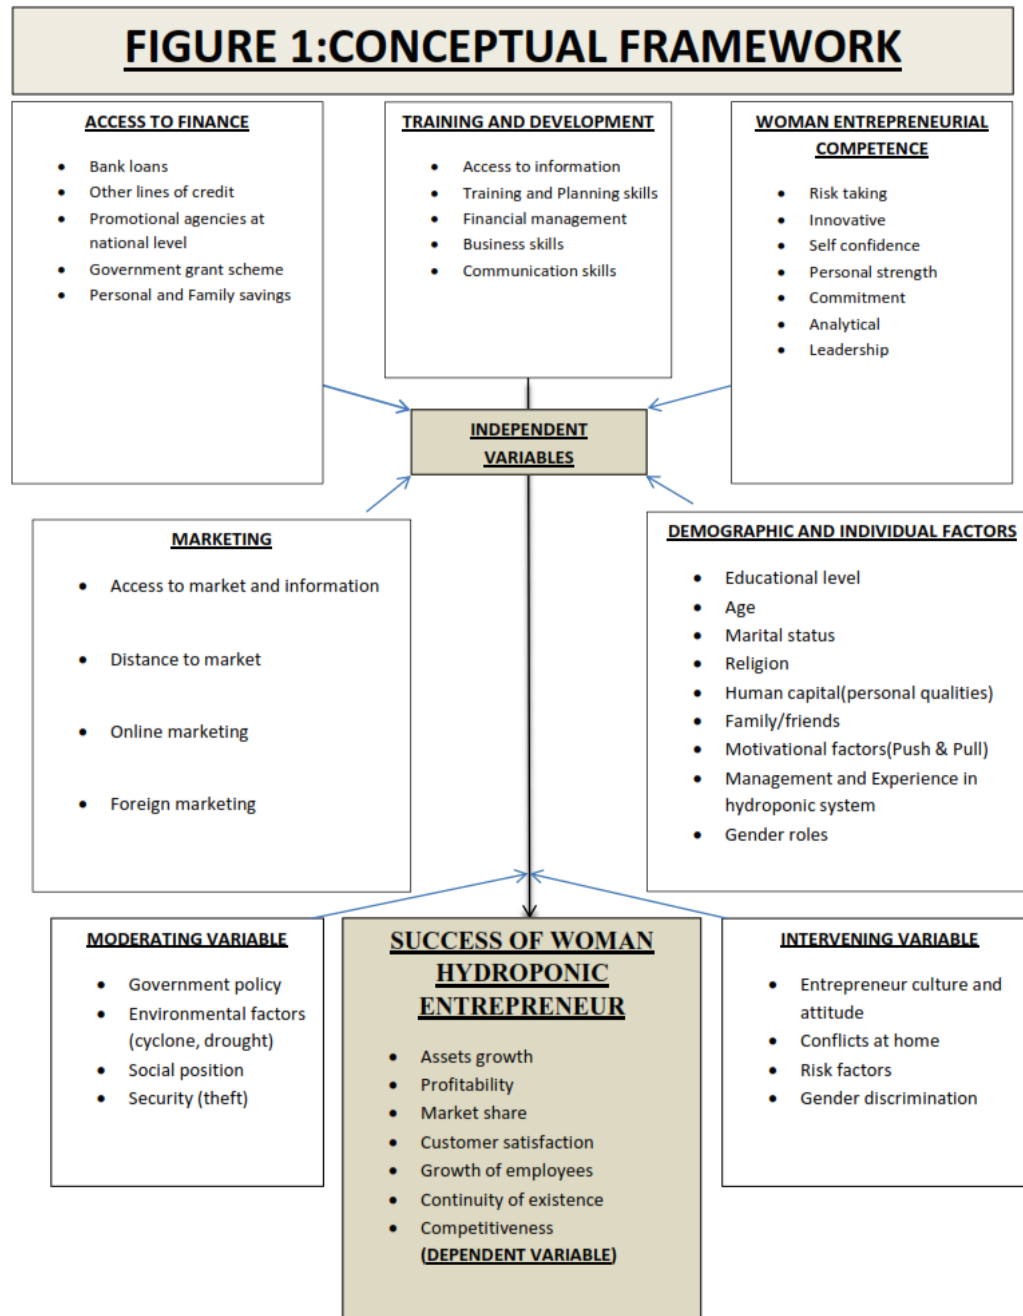 FIGURE 1:CONCEPTUAL FRAMEWORK
ACCESS TO FINANCE
• Bank loans
• Other lines of credit
• Promotional agencies at
national level
• Government grant scheme
• Personal and Family savings
TRAINING AND DEVELOPMENT
• Access to information
• Training and Planning skills
• Financial management
• Business skills
• Communication skills
WOMAN ENTREPRENEURIAL
COMPETENCE
• Risk taking
• Innovative
• Self confidence
• Personal strength
• Commitment
• Analytical
• Leadership
INDEPENDENT
VARIABLES
MARKETING
• Access to market and information
• Distance to market
• Online marketing
• Foreign marketing
DEMOGRAPHIC AND INDIVIDUAL FACTORS
• Educational level
• Age
• Marital status
• Religion
• Human capital(personal qualities)
• Family/friends
• Motivational factors(Push & Pull)
• Management and Experience in
hydroponic system
• Gender roles
MODERATING VARIABLE
• Government policy
• Environmental factors
(cyclone, drought)
• Social position
• Security (theft)
SUCCESS OF WOMAN
HYDROPONIC
ENTREPRENEUR
• Assets growth
• Profitability
• Market share
• Customer satisfaction
• Growth of employees
• Continuity of existence
• Competitiveness
(DEPENDENT VARIABLE)
INTERVENING VARIABLE
• Entrepreneur culture and
attitude
• Conflicts at home
• Risk factors
• Gender discrimination